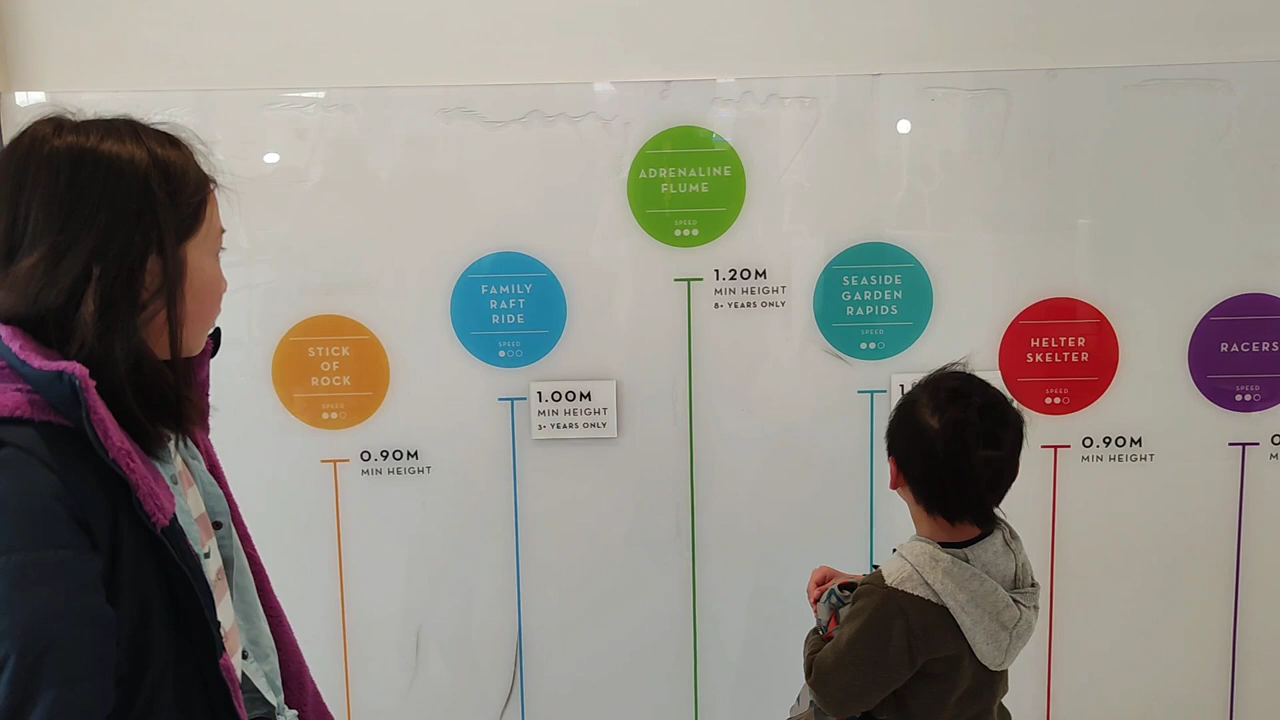 STICK
OF
ROCK
SPEED
0.90M
MIN HEIGHT
FAMILY
RAFT
RIDE
SPEED
1.00M
MIN HEIGHT
3+ YEARS ONLY
ADRENALINE
FLUME
SPEED
1.20M
MIN HEIGHT
8+ YEARS ONLY
SEASIDE
GARDEN
RAPIDS
SPEED
HELTER
SKELTER
SPEED
0.90M
MIN HEIGHT
RACERS
SPEED